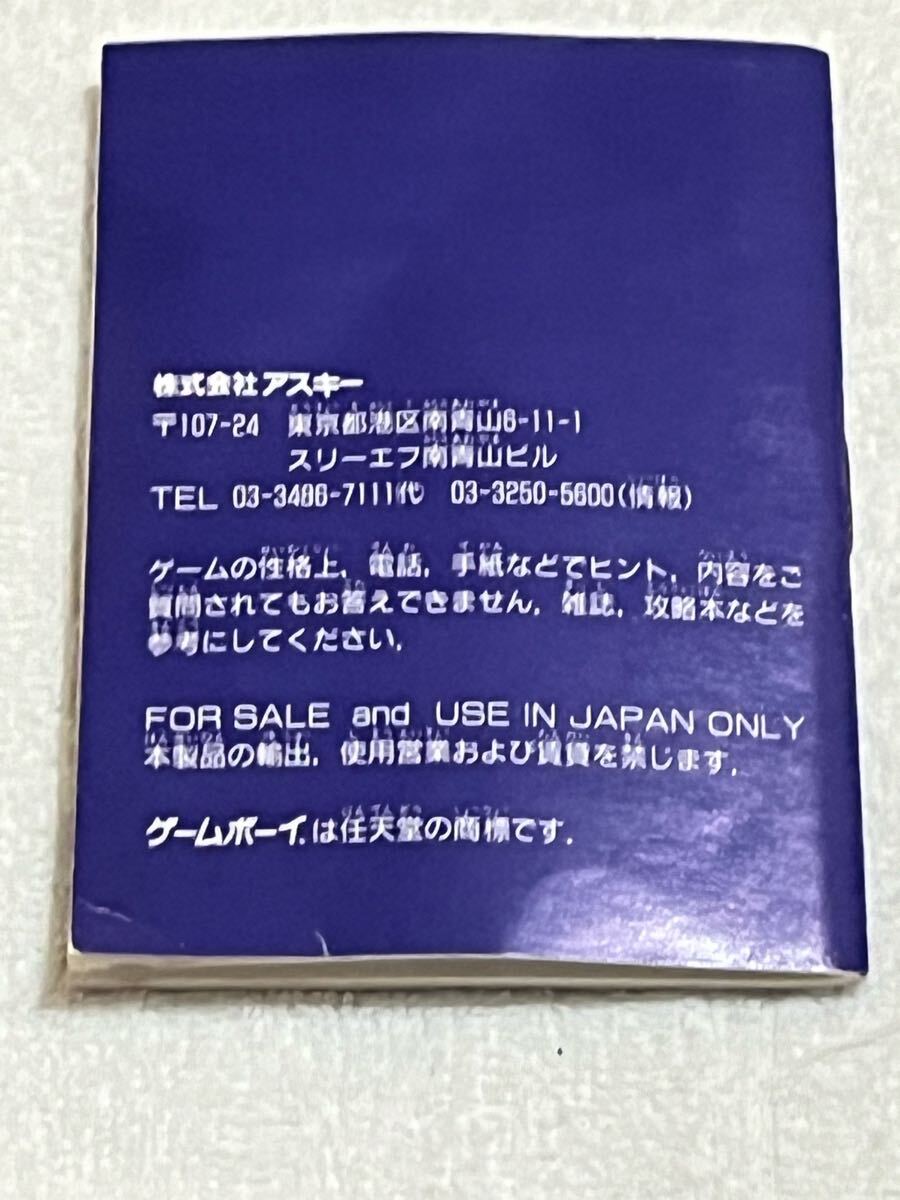 株式会社アスキー
〒107-24 東京都港区南青山6-11-1
スリーエフ南青山ビル
TEL 03-3486-7111代 03-3250-5600(情報)
ゲームの性格上，電話，手紙などでヒント，内容をご
質問されてもお答えできません．雑誌，攻略本などを
参考にしてください．
FOR SALE and USE IN JAPAN ONLY
本製品の輸出，使用営業および賃貸を禁じます．
ゲームボーイは任天堂の商標です．